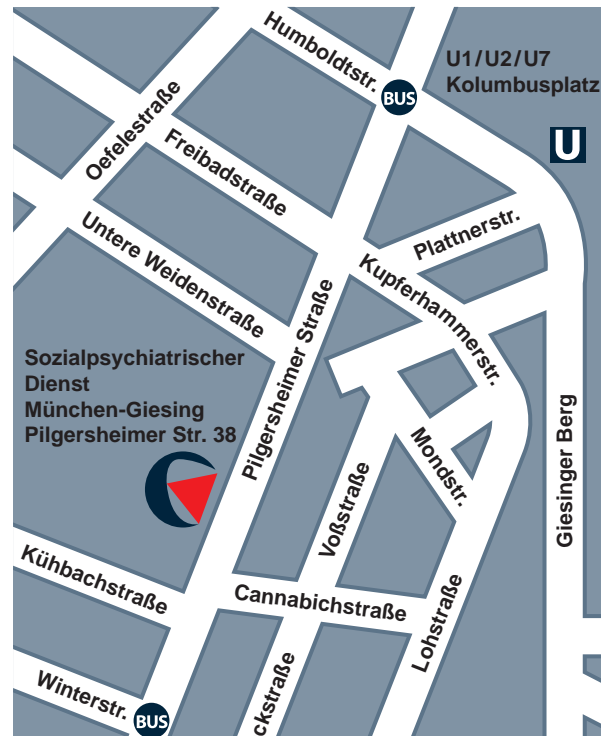 Humboldtstr.
U1/U2/U7
Kolumbusplatz
BUS
U
Oefelestraße
Freibadstraße
Plattnerstr.
Untere Weidenstraße
Kupferhammerstr.
Sozialpsychiatrischer
Dienst
München-Giesing
Pilgersheimer Str. 38
Pilgersheimer Straße
Mondstr.
Giesinger Berg
Voßstraße
Kühbachstraße
Cannabichstraße
Lohstraße
Winterstr.
BUS
ckstraße